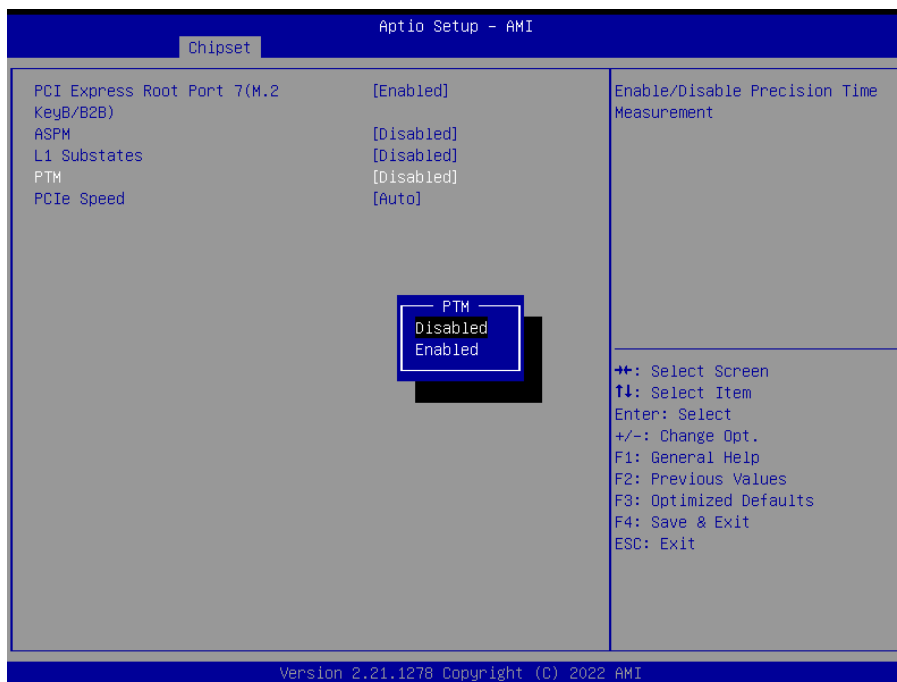 Aptio Setup - AMI
Chipset
PCI Express Root Port 7(M.2 [Enabled]
KeyB/B2B)
ASPM [Disabled]
L1 Substates [Disabled]
PTM [Disabled]
PCIe Speed [Auto]
PTM
Disabled
Enabled
Enable/Disable Precision Time
Measurement
→←: Select Screen
↑↓: Select Item
Enter: Select
+/-: Change Opt.
F1: General Help
F2: Previous Values
F3: Optimized Defaults
F4: Save & Exit
ESC: Exit
Version 2.21.1278 Copyright (C) 2022 AMI